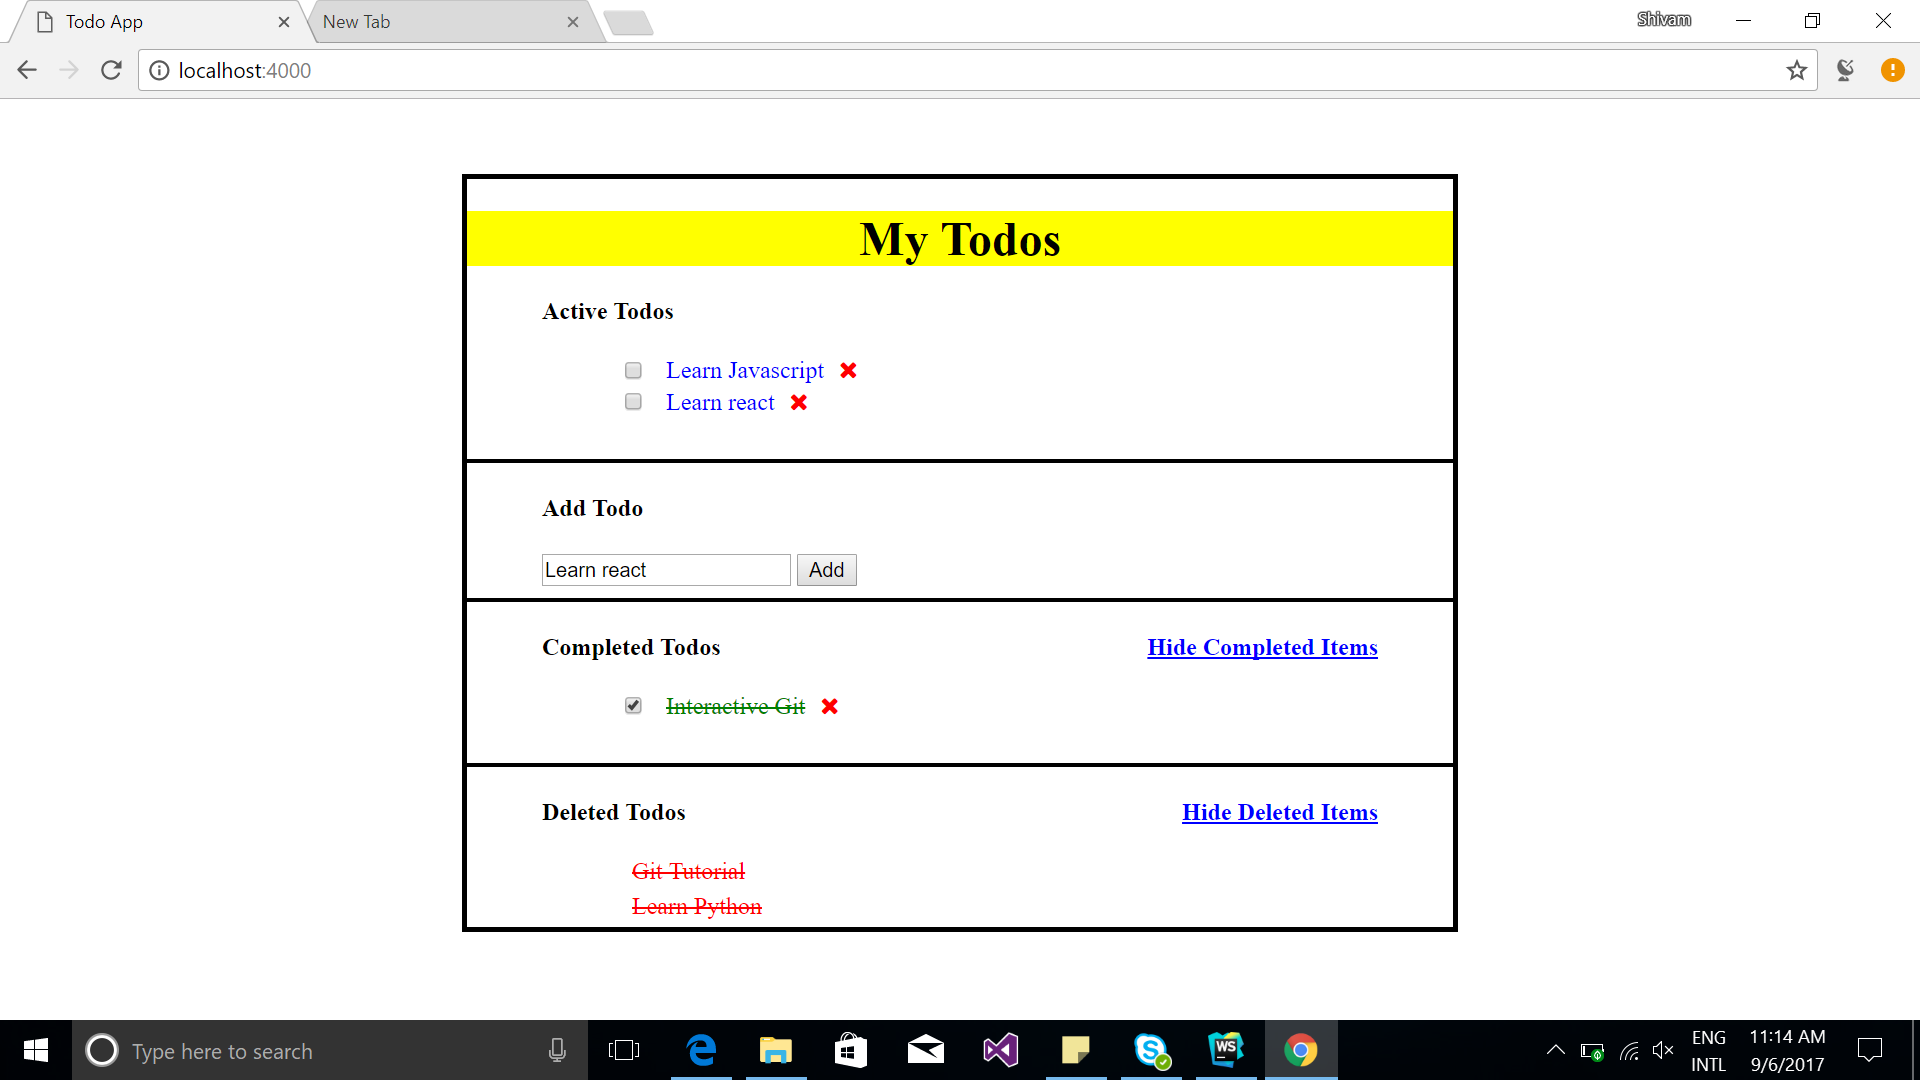 Todo App
New Tab
Shivam
localhost:4000
My Todos
Active Todos
Learn Javascript
Learn react
Add Todo
Learn react Add
Completed Todos Hide Completed Items
Interactive Git
Deleted Todos Hide Deleted Items
Git Tutorial
Learn Python
Type here to search
WS
ENG
INTL
11:14 AM
9/6/2017